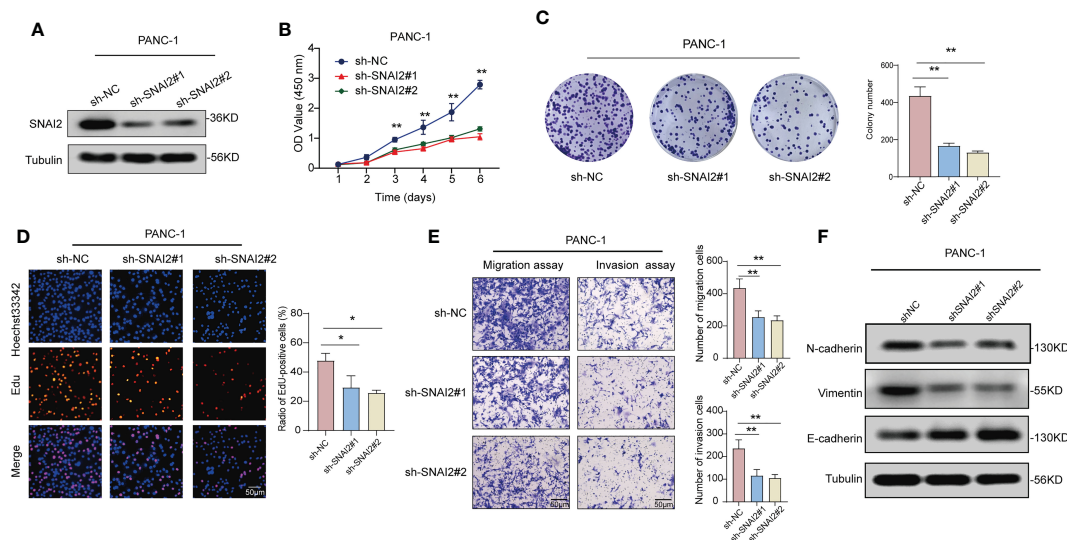 A
PANC-1
sh-NC
sh-SNAI2#1
sh-SNAI2#2
SNAI2
-36KD
Tubulin
-56KD
B
PANC-1
sh-NC
sh-SNAI2#1
sh-SNAI2#2
OD Value (450 nm)
4
3
2
1
0
** ** ** **
1 2 3 4 5 6
Time (days)
C
PANC-1
sh-NC sh-SNAI2#1 sh-SNAI2#2
Colony number
600
400
200
0
**
**
sh-NC
sh-SNAI2#1
sh-SNAI2#2
D
PANC-1
sh-NC sh-SNAI2#1 sh-SNAI2#2
Hoechst33342
Edu
Merge
50μm
Radio of EdU-positive cells (%)
80
60
40
20
0
*
*
sh-NC
sh-SNAI2#1
sh-SNAI2#2
E
PANC-1
Migration assay Invasion assay
sh-NC
sh-SNAI2#1
sh-SNAI2#2
50μm 50μm
Number of migration cells
600
400
200
0
**
**
sh-NC
sh-SNAI2#1
sh-SNAI2#2
Number of invasion cells
300
200
100
0
**
**
sh-NC
sh-SNAI2#1
sh-SNAI2#2
F
PANC-1
shNC
shSNAI2#1
shSNAI2#2
N-cadherin
-130KD
Vimentin
-55KD
E-cadherin
-130KD
Tubulin
-56KD